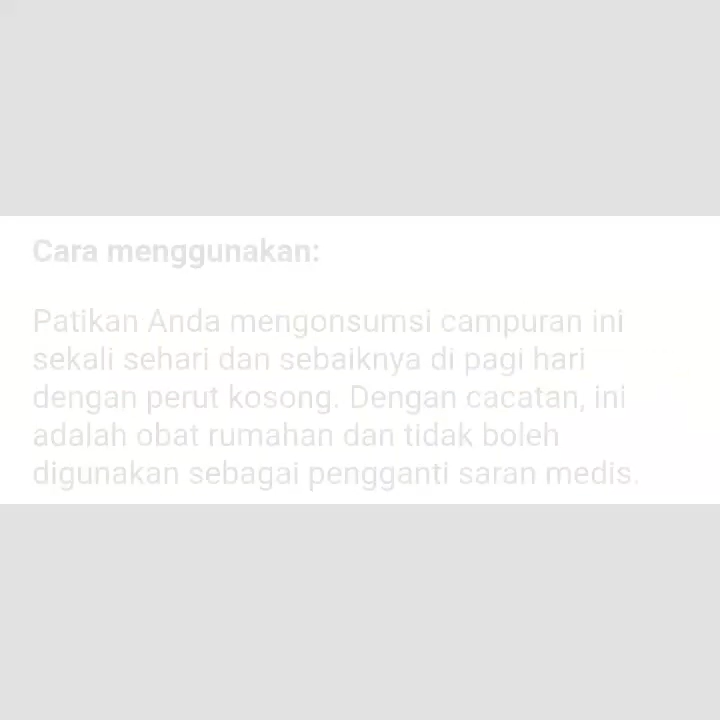 Cara menggunakan:
Patikan Anda mengonsumsi campuran ini
sekali sehari dan sebaiknya di pagi hari
dengan perut kosong. Dengan cacatan, ini
adalah obat rumahan dan tidak boleh
digunakan sebagai pengganti saran medis.